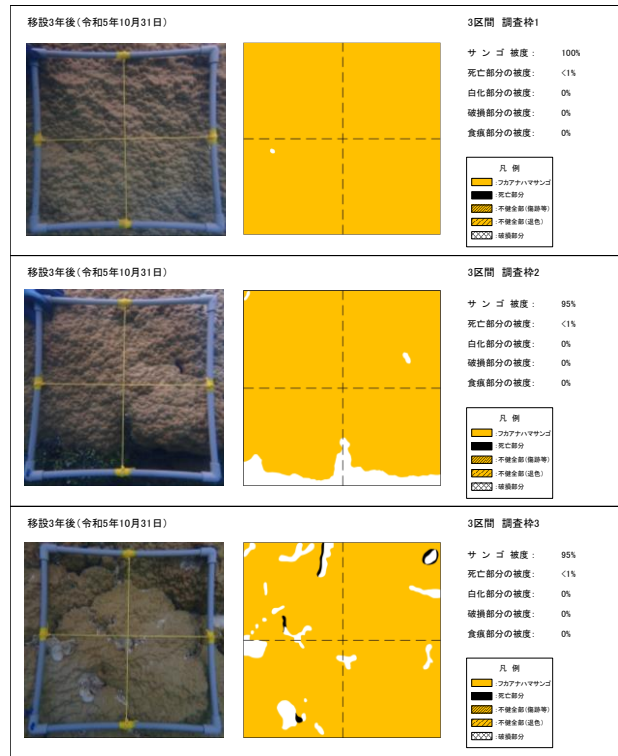 移設3年後(令和5年10月31日)
3区間 調査枠1
サンゴ被度: 100%
死亡部分の被度: <1%
白化部分の被度: 0%
破損部分の被度: 0%
食痕部分の被度: 0%
凡例
:フカアナハマサンゴ
:死亡部分
:不健全部(傷跡等)
:不健全部(退色)
:破損部分
移設3年後(令和5年10月31日)
3区間 調査枠2
サンゴ被度: 95%
死亡部分の被度: <1%
白化部分の被度: 0%
破損部分の被度: 0%
食痕部分の被度: 0%
凡例
:フカアナハマサンゴ
:死亡部分
:不健全部(傷跡等)
:不健全部(退色)
:破損部分
移設3年後(令和5年10月31日)
3区間 調査枠3
サンゴ被度: 95%
死亡部分の被度: <1%
白化部分の被度: 0%
破損部分の被度: 0%
食痕部分の被度: 0%
凡例
:フカアナハマサンゴ
:死亡部分
:不健全部(傷跡等)
:不健全部(退色)
:破損部分